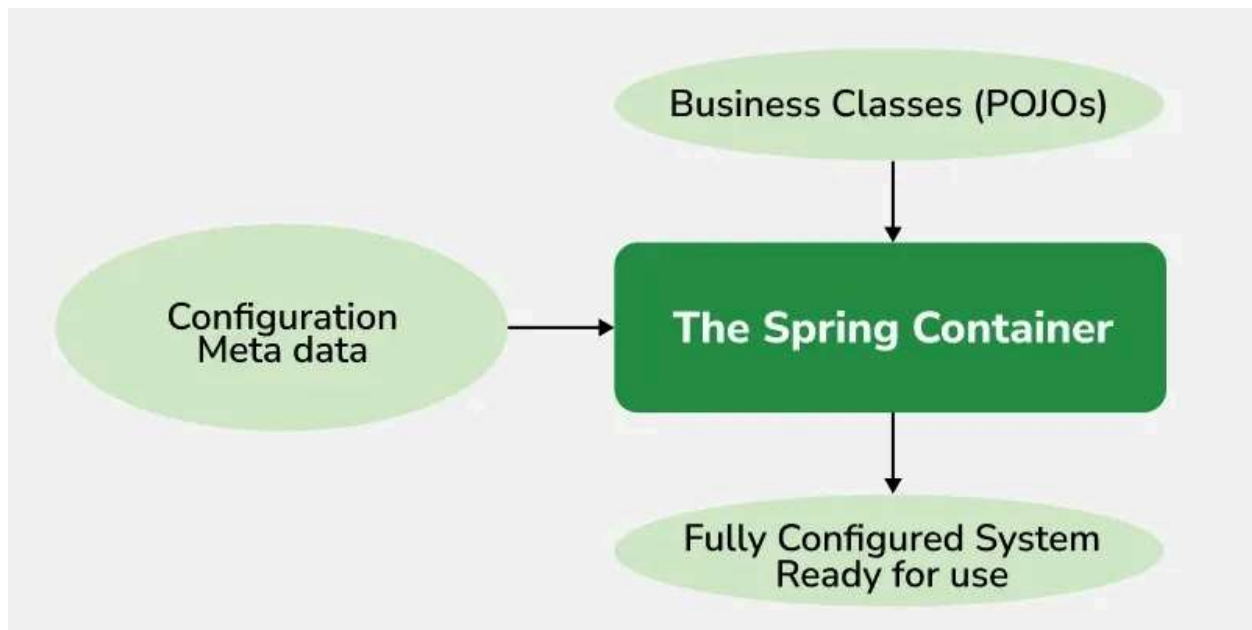 Business Classes (POJOs)
Configuration
Meta data
The Spring Container
Fully Configured System
Ready for use